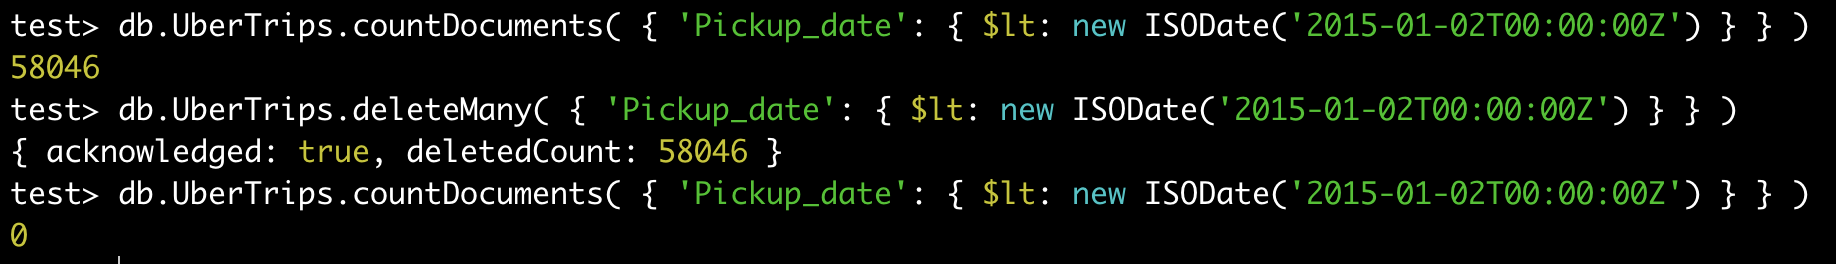 test> db.UberTrips.countDocuments( { 'Pickup_date': { $lt: new ISODate('2015-01-02T00:00:00Z') } } )
58046
test> db.UberTrips.deleteMany( { 'Pickup_date': { $lt: new ISODate('2015-01-02T00:00:00Z') } } )
{ acknowledged: true, deletedCount: 58046 }
test> db.UberTrips.countDocuments( { 'Pickup_date': { $lt: new ISODate('2015-01-02T00:00:00Z') } } )
0